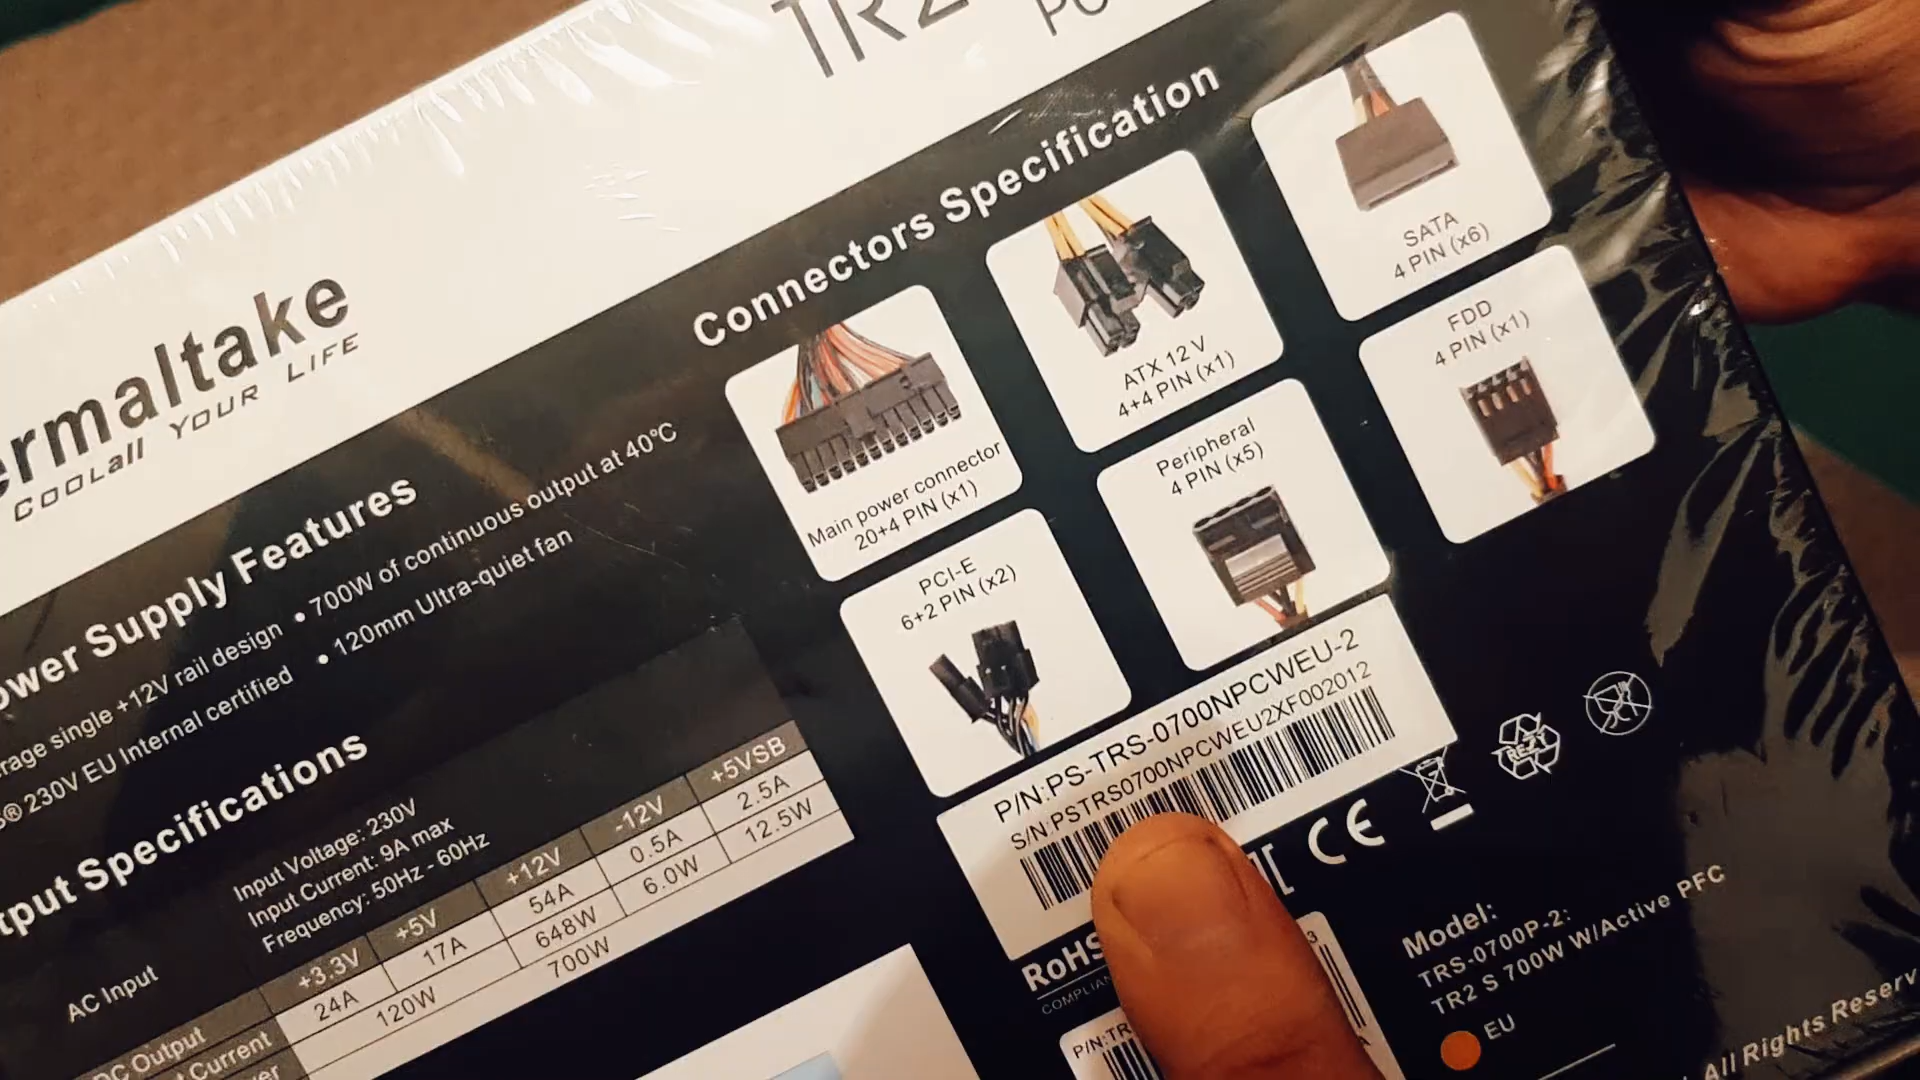 TR2
ermaltake
COOLall YOUR LIFE
Connectors Specification
Main power connector
20+4 PIN (x1)
ATX 12 V
4+4 PIN (x1)
SATA
4 PIN (x6)
PCI-E
6+2 PIN (x2)
Peripheral
4 PIN (x5)
FDD
4 PIN (x1)
ower Supply Features
rage single +12V rail design • 700W of continuous output at 40°C
® 230V EU Internal certified • 120mm Ultra-quiet fan
tput Specifications
AC Input
Input Voltage: 230V
Input Current: 9A max
Frequency: 50Hz - 60Hz
DC Output +3.3V +5V +12V -12V +5VSB
t Current 24A 17A 54A 0.5A 2.5A
er 120W 648W 6.0W 12.5W
700W
P/N:PS-TRS-0700NPCWEU-2
S/N:PSTRS0700NPCWEU2XF002012
CE
RoHS
COMPLIAN
P/N:TR
3
Model:
TRS-0700P-2:
TR2 S 700W W/Active PFC
EU
All Rights Reserv